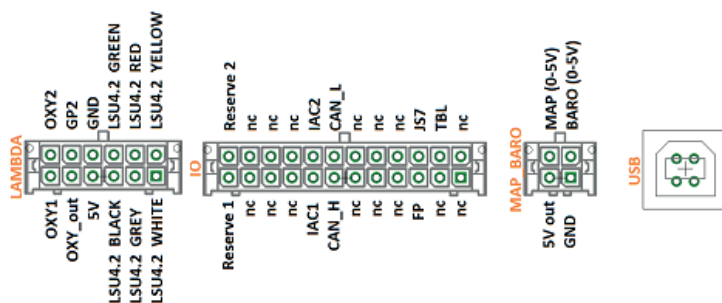 LAMBDA
OXY2
GP2
GND
LSU4.2 GREEN
LSU4.2 RED
LSU4.2 YELLOW
OXY1
OXY_out
5V
LSU4.2 BLACK
LSU4.2 GREY
LSU4.2 WHITE
IO
Reserve 2
nc
nc
nc
IAC2
CAN_L
nc
nc
nc
JS7
TBL
nc
Reserve 1
nc
nc
nc
IAC1
CAN_H
nc
nc
nc
FP
nc
nc
MAP_BARO
MAP (0-5V)
BARO (0-5V)
5V out
GND
USB